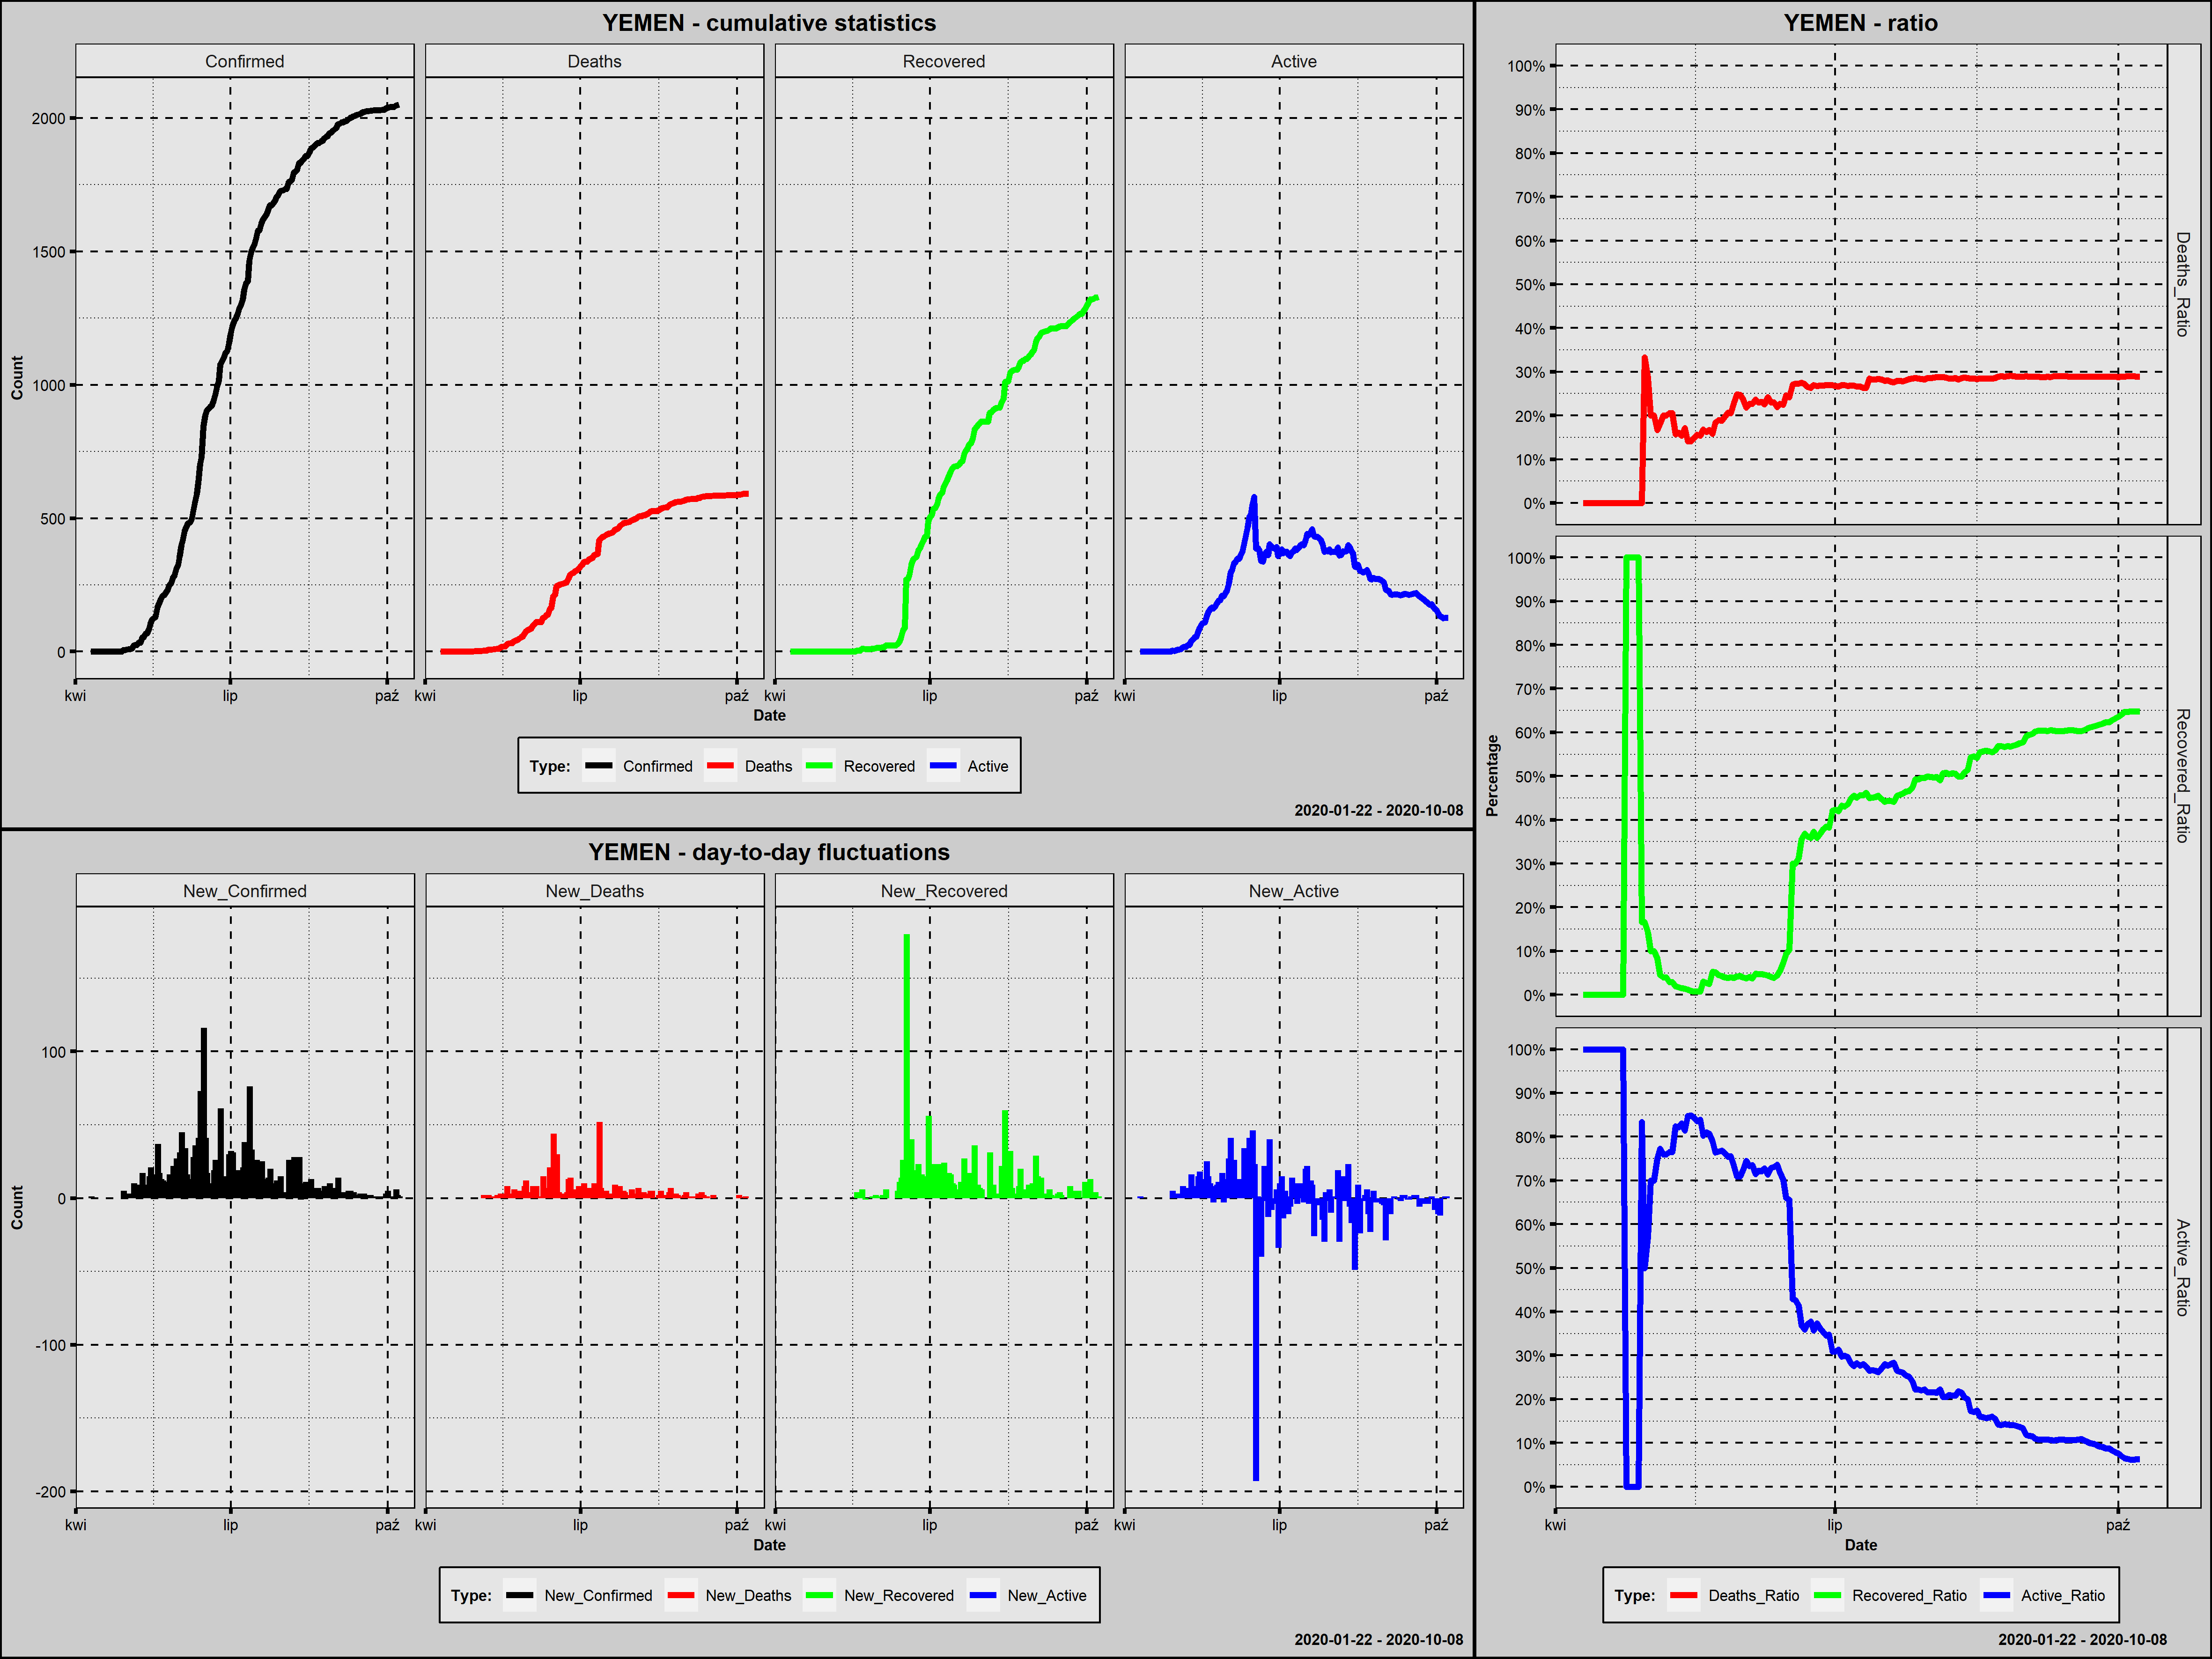 YEMEN - cumulative statistics
Confirmed Deaths Recovered Active
Count
2000
1500
1000
500
0
kwi lip paź kwi lip paź kwi lip paź kwi lip paź
Date
Type: Confirmed Deaths Recovered Active
2020-01-22 - 2020-10-08
YEMEN - day-to-day fluctuations
New_Confirmed New_Deaths New_Recovered New_Active
Count
100
0
-100
-200
kwi lip paź kwi lip paź kwi lip paź kwi lip paź
Date
Type: New_Confirmed New_Deaths New_Recovered New_Active
2020-01-22 - 2020-10-08
YEMEN - ratio
Percentage
100%
90%
80%
70%
60%
50%
40%
30%
20%
10%
0%
Deaths_Ratio
100%
90%
80%
70%
60%
50%
40%
30%
20%
10%
0%
Recovered_Ratio
100%
90%
80%
70%
60%
50%
40%
30%
20%
10%
0%
Active_Ratio
kwi lip paź
Date
Type: Deaths_Ratio Recovered_Ratio Active_Ratio
2020-01-22 - 2020-10-08